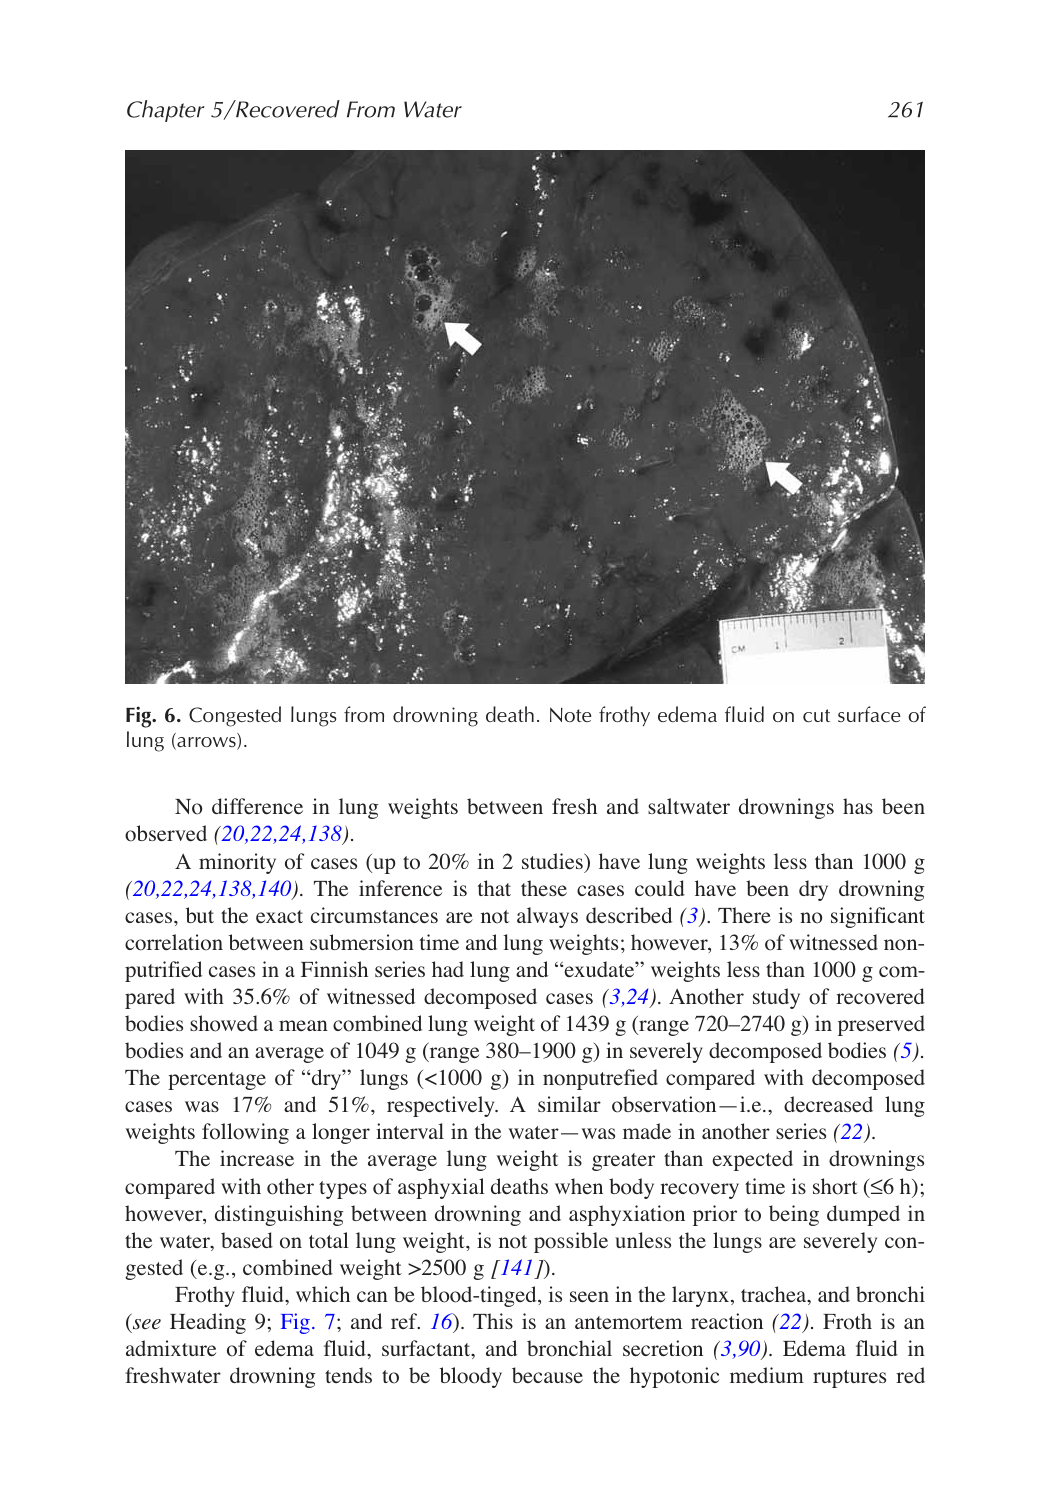 Chapter 5/Recovered From Water 261
CM 1 2
Fig. 6. Congested lungs from drowning death. Note frothy edema fluid on cut surface of
lung (arrows).
No difference in lung weights between fresh and saltwater drownings has been
observed (20,22,24,138).
A minority of cases (up to 20% in 2 studies) have lung weights less than 1000 g
(20,22,24,138,140). The inference is that these cases could have been dry drowning
cases, but the exact circumstances are not always described (3). There is no significant
correlation between submersion time and lung weights; however, 13% of witnessed non-
putrified cases in a Finnish series had lung and “exudate” weights less than 1000 g com-
pared with 35.6% of witnessed decomposed cases (3,24). Another study of recovered
bodies showed a mean combined lung weight of 1439 g (range 720–2740 g) in preserved
bodies and an average of 1049 g (range 380–1900 g) in severely decomposed bodies (5).
The percentage of “dry” lungs (<1000 g) in nonputrefied compared with decomposed
cases was 17% and 51%, respectively. A similar observation—i.e., decreased lung
weights following a longer interval in the water—was made in another series (22).
The increase in the average lung weight is greater than expected in drownings
compared with other types of asphyxial deaths when body recovery time is short (≤6 h);
however, distinguishing between drowning and asphyxiation prior to being dumped in
the water, based on total lung weight, is not possible unless the lungs are severely con-
gested (e.g., combined weight >2500 g [141]).
Frothy fluid, which can be blood-tinged, is seen in the larynx, trachea, and bronchi
(see Heading 9; Fig. 7; and ref. 16). This is an antemortem reaction (22). Froth is an
admixture of edema fluid, surfactant, and bronchial secretion (3,90). Edema fluid in
freshwater drowning tends to be bloody because the hypotonic medium ruptures red